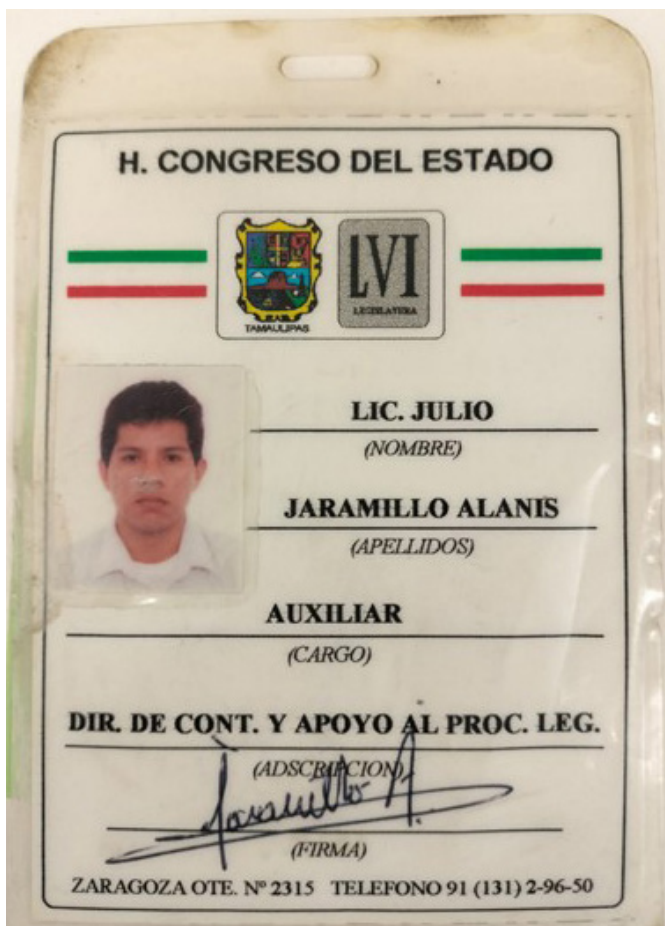 H. CONGRESO DEL ESTADO
TAMAULIPAS
LVI
LEGISLATURA
LIC. JULIO
(NOMBRE)
JARAMILLO ALANIS
(APELLIDOS)
AUXILIAR
(CARGO)
DIR. DE CONT. Y APOYO AL PROC. LEG.
(ADSCRIPCION)
Jaramillo A.
(FIRMA)
ZARAGOZA OTE. Nº 2315 TELEFONO 91 (131) 2-96-50